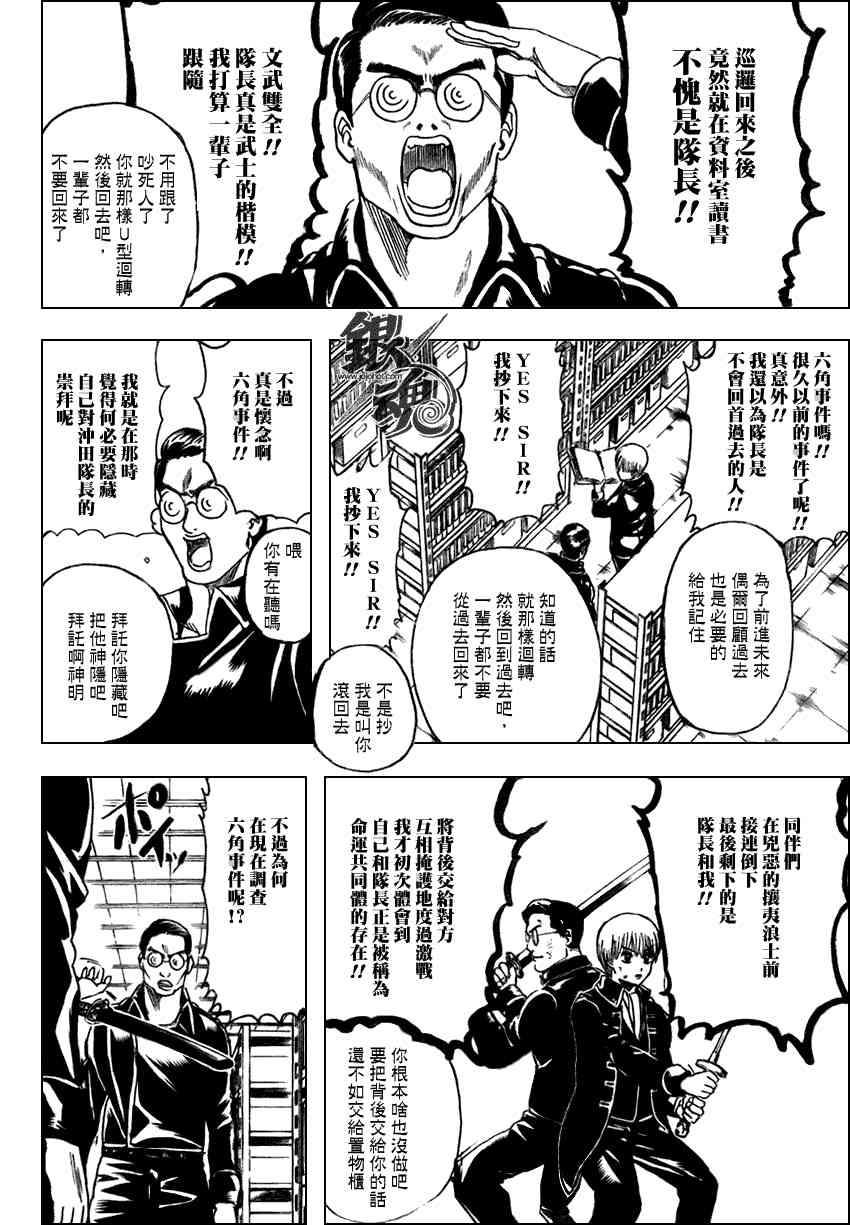 巡邏回來之後
竟然就在資料室讀書
不愧是隊長!!
文武雙全!!
隊長真是武士的楷模!!
我打算一輩子
跟隨
不用跟了
吵死人了
你就那樣U型迴轉
然後回去吧，
一輩子都
不要回來了
六角事件嗎!!
很久以前的事件了呢!!
真意外!!
我還以為隊長是
不會回首過去的人!!
為了前進未來
偶爾回顧過去
也是必要的
給我記住
YES SIR!!
我抄下來!!
知道的話
就那樣迴轉
然後回到過去吧，
一輩子都不要
從過去回來了
YES SIR!!
我抄下來!!
不是抄
我是叫你
滾回去
銀魂
www.jojohot.com
不過
真是懷念啊
六角事件!!
我就是在那時
覺得何必要隱藏
自己對沖田隊長的
崇拜呢
喂
你有在聽嗎
拜託你隱藏吧
把他神隱吧
拜託啊神明
同伴們
在兇惡的攘夷浪士前
接連倒下
最後剩下的是
隊長和我!!
將背後交給對方
互相掩護地度過激戰
我才初次體會到
自己和隊長正是被稱為
命運共同體的存在!!
你根本啥也沒做吧
要把背後交給你的話
還不如交給置物櫃
不過為何
在現在調查
六角事件呢!?
ポイッ